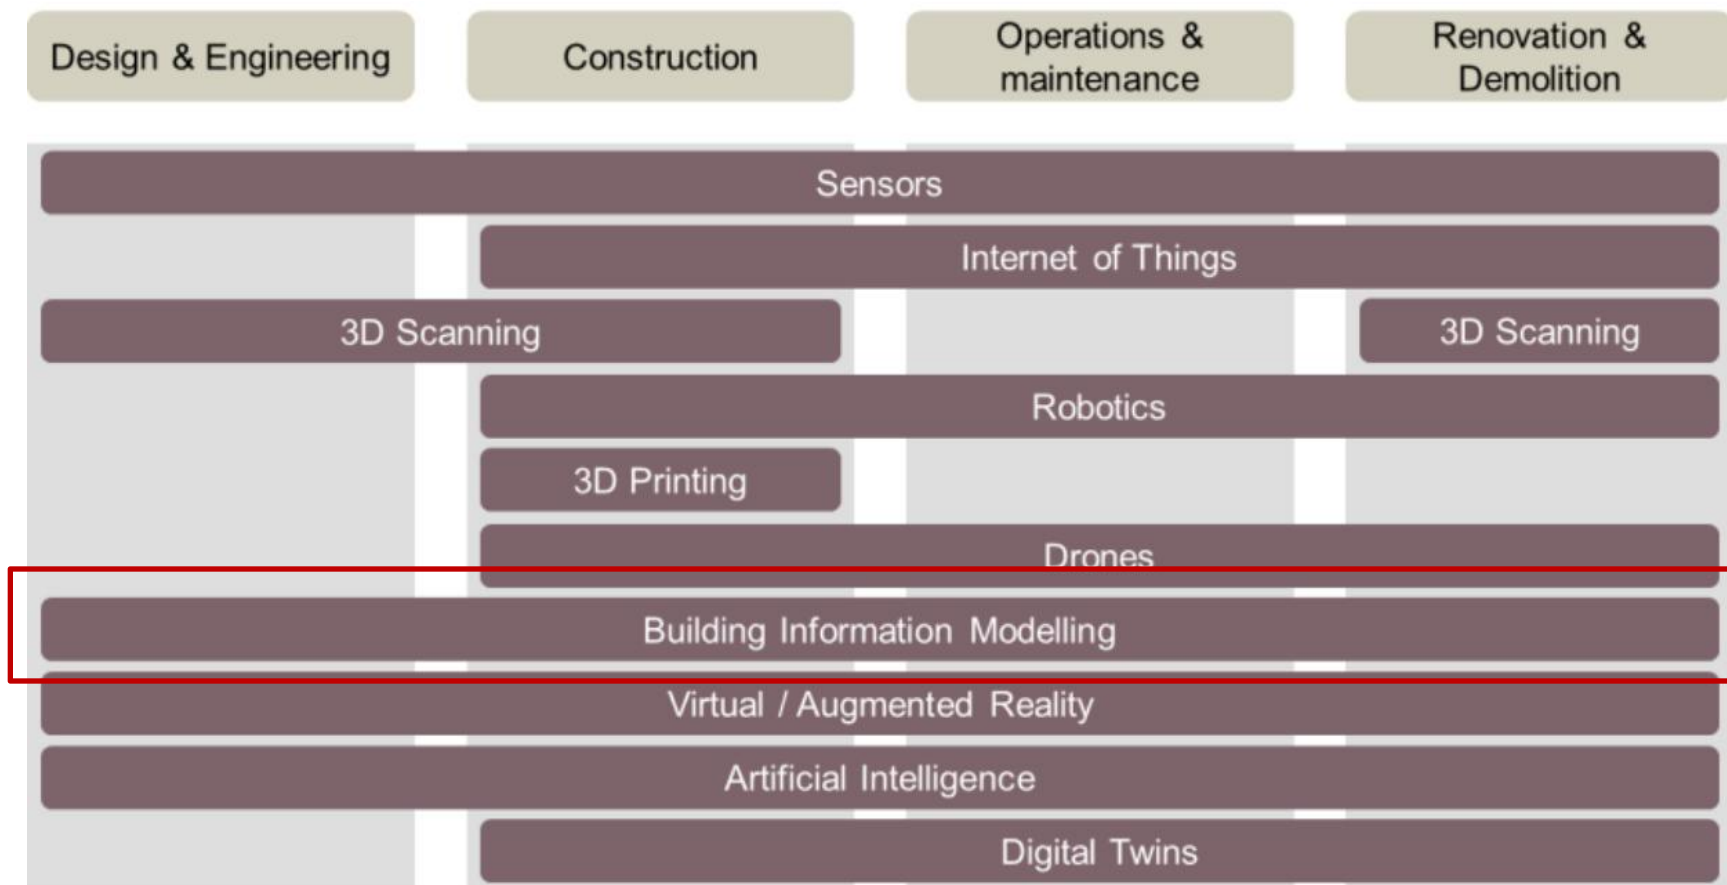 Design & Engineering
Construction
Operations &
maintenance
Renovation &
Demolition
Sensors
Internet of Things
3D Scanning
3D Scanning
Robotics
3D Printing
Drones
Building Information Modelling
Virtual / Augmented Reality
Artificial Intelligence
Digital Twins